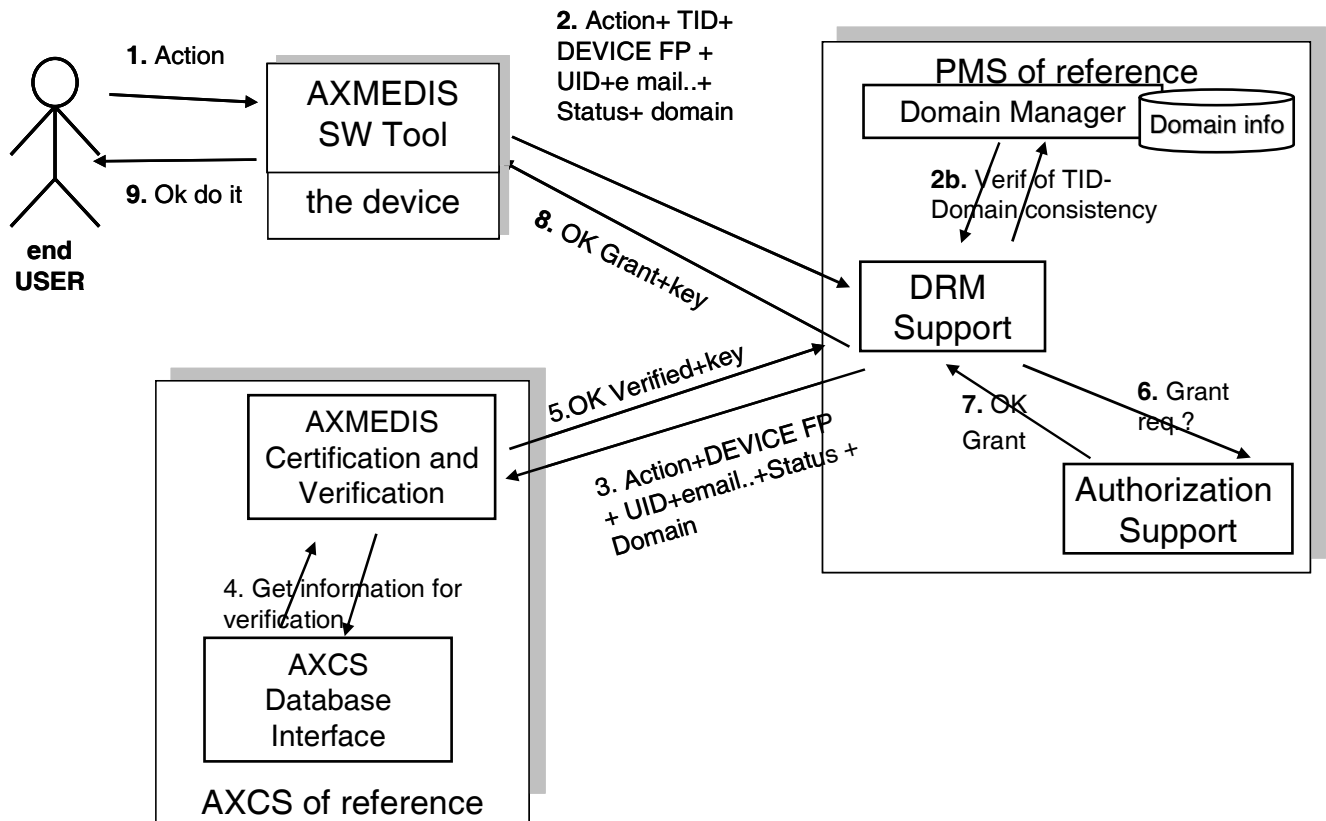 1. Action
9. Ok do it
end
USER
AXMEDIS
SW Tool
the device
2. Action+ TID+
DEVICE FP +
UID+e mail..+
Status+ domain
8. OK Grant+key
PMS of reference
Domain Manager
Domain info
2b. Verif of TID-
Domain consistency
DRM
Support
6. Grant
req.?
7. OK
Grant
Authorization
Support
5.OK Verified+key
3. Action+DEVICE FP
+ UID+email..+Status +
Domain
AXMEDIS
Certification and
Verification
4. Get information for
verification
AXCS
Database
Interface
AXCS of reference